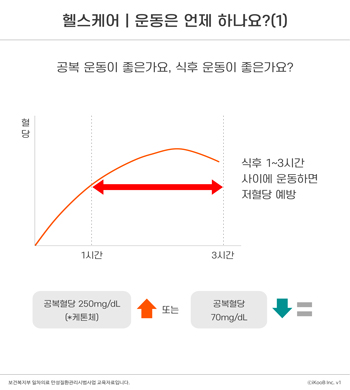 헬스케어 | 운동은 언제 하나요?(1)
공복 운동이 좋은가요, 식후 운동이 좋은가요?
혈당
식후 1~3시간
사이에 운동하면
저혈당 예방
1시간
3시간
공복혈당 250mg/dL
(*케톤체)
또는
공복혈당
70mg/dL
보건복지부 일차의료 만성질환관리시범사업 교육자료입니다.
ⓒiKooB Inc. v1